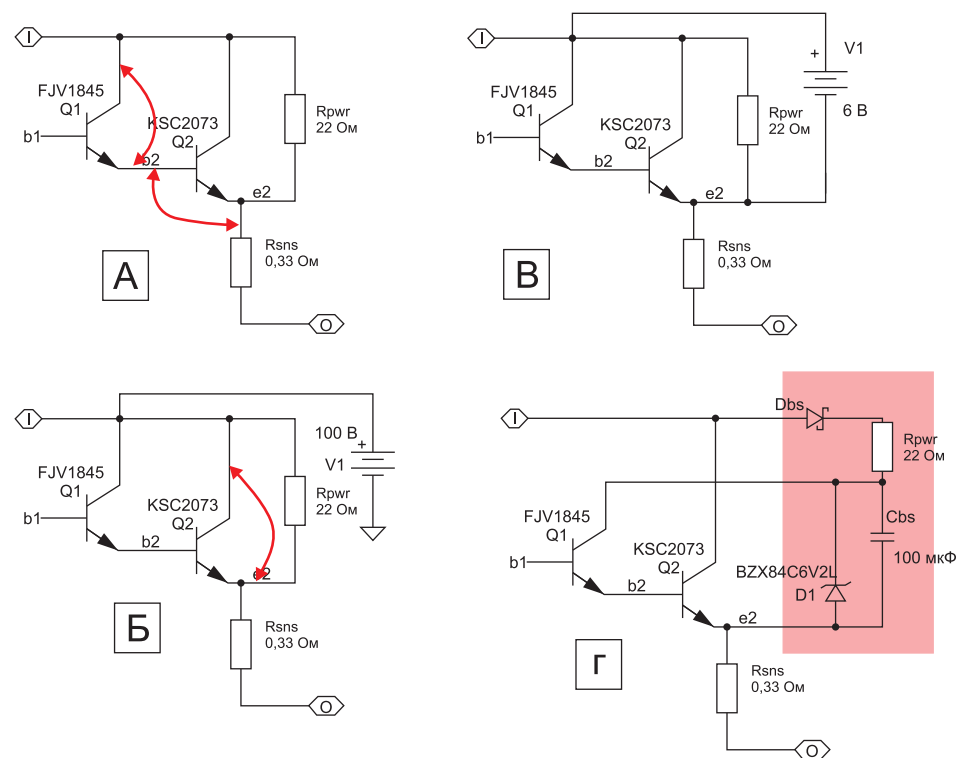 I
FJV1845
Q1
b1
KSC2073
Q2
b2
e2
Rpwr
22 Ом
Rsns
0,33 Ом
O
А
I
FJV1845
Q1
b1
KSC2073
Q2
b2
e2
Rpwr
22 Ом
+
V1
6 В
Rsns
0,33 Ом
O
В
I
FJV1845
Q1
b1
KSC2073
Q2
b2
e2
100 В
+
V1
Rpwr
22 Ом
Rsns
0,33 Ом
O
Б
I
Dbs
Rpwr
22 Ом
FJV1845
Q1
b1
KSC2073
Q2
b2
e2
BZX84C6V2L
D1
Cbs
100 мкФ
Rsns
0,33 Ом
O
Г